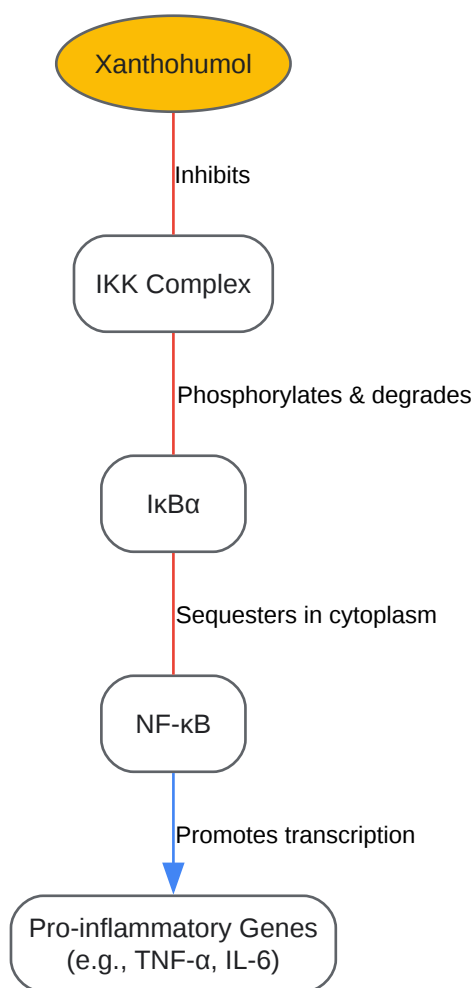 Xanthohumol
Inhibits
IKK Complex
Phosphorylates & degrades
IκBα
Sequesters in cytoplasm
NF-κB
Promotes transcription
Pro-inflammatory Genes
(e.g., TNF-α, IL-6)